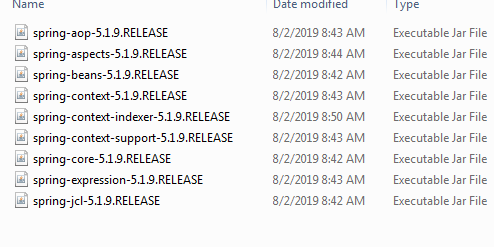 Name Date modified Type
spring-aop-5.1.9.RELEASE 8/2/2019 8:43 AM Executable Jar File
spring-aspects-5.1.9.RELEASE 8/2/2019 8:44 AM Executable Jar File
spring-beans-5.1.9.RELEASE 8/2/2019 8:42 AM Executable Jar File
spring-context-5.1.9.RELEASE 8/2/2019 8:43 AM Executable Jar File
spring-context-indexer-5.1.9.RELEASE 8/2/2019 8:50 AM Executable Jar File
spring-context-support-5.1.9.RELEASE 8/2/2019 8:43 AM Executable Jar File
spring-core-5.1.9.RELEASE 8/2/2019 8:42 AM Executable Jar File
spring-expression-5.1.9.RELEASE 8/2/2019 8:43 AM Executable Jar File
spring-jcl-5.1.9.RELEASE 8/2/2019 8:42 AM Executable Jar File